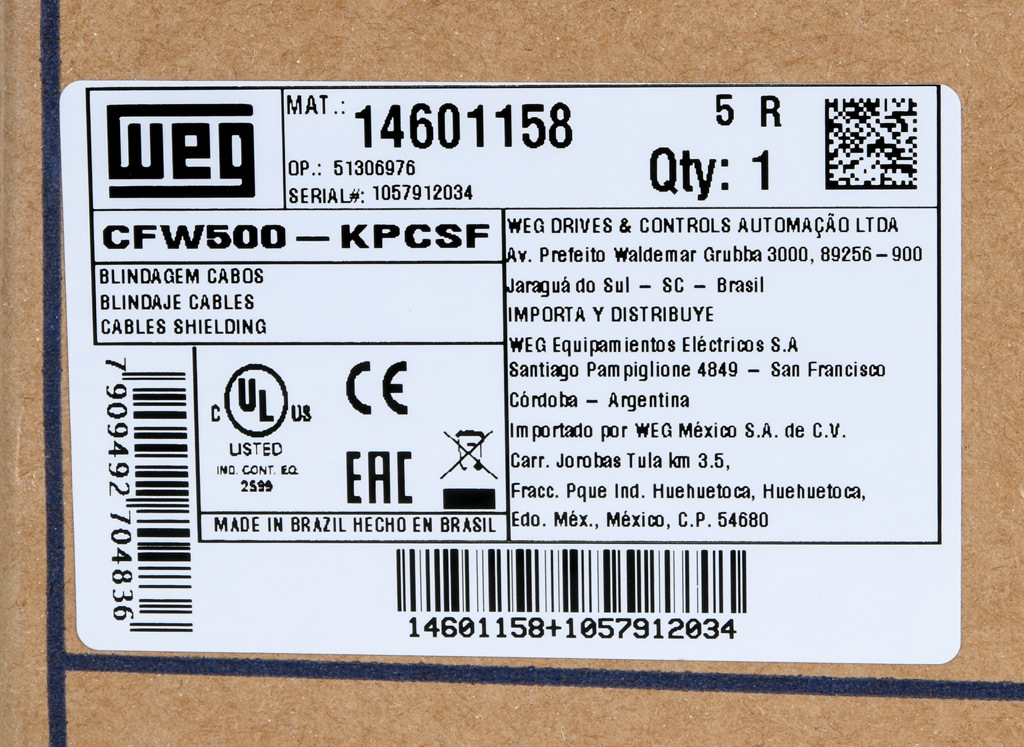 weg
MAT.: 14601158
5 R
OP.: 51306976
Qty: 1
SERIAL#: 1057912034
CFW500 – KPCSF
BLINDAGEM CABOS
BLINDAJE CABLES
CABLES SHIELDING
WEG DRIVES & CONTROLS AUTOMAÇÃO LTDA
Av. Prefeito Waldemar Grubba 3000, 89256–900
Jaraguá do Sul – SC – Brasil
IMPORTA Y DISTRIBUYE
WEG Equipamientos Eléctricos S.A
Santiago Pampiglione 4849 – San Francisco
Córdoba – Argentina
Importado por WEG México S.A. de C.V.
Carr. Jorobas Tula km 3.5,
Fracc. Pque Ind. Huehuetoca, Huehuetoca,
Edo. Méx., México, C.P. 54680
7 909492 704836
C UL US
LISTED
IND. CONT. EQ.
2S99
CE
EAC
MADE IN BRAZIL HECHO EN BRASIL
14601158+1057912034